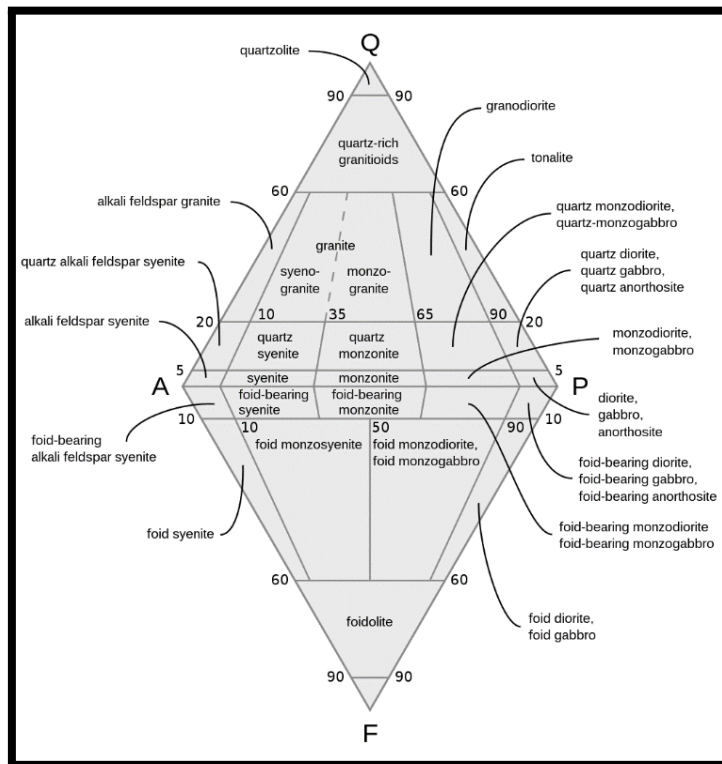 Q
quartzolite
90 90
granodiorite
quartz-rich
granitioids
tonalite
60 60
alkali feldspar granite
quartz monzodiorite,
quartz-monzogabbro
granite
quartz alkali feldspar syenite
syeno-
granite
monzo-
granite
quartz diorite,
quartz gabbro,
quartz anorthosite
10 35 65 90
20 20
alkali feldspar syenite
quartz
syenite
quartz
monzonite
monzodiorite,
monzogabbro
5 5
syenite
monzonite
A P
foid-bearing
syenite
foid-bearing
monzonite
diorite,
gabbro,
anorthosite
10 10 50 90 10
foid-bearing
alkali feldspar syenite
foid monzosyenite
foid monzodiorite,
foid monzogabbro
foid-bearing diorite,
foid-bearing gabbro,
foid-bearing anorthosite
foid syenite
foid-bearing monzodiorite
foid-bearing monzogabbro
60 60
foidolite
foid diorite,
foid gabbro
90 90
F